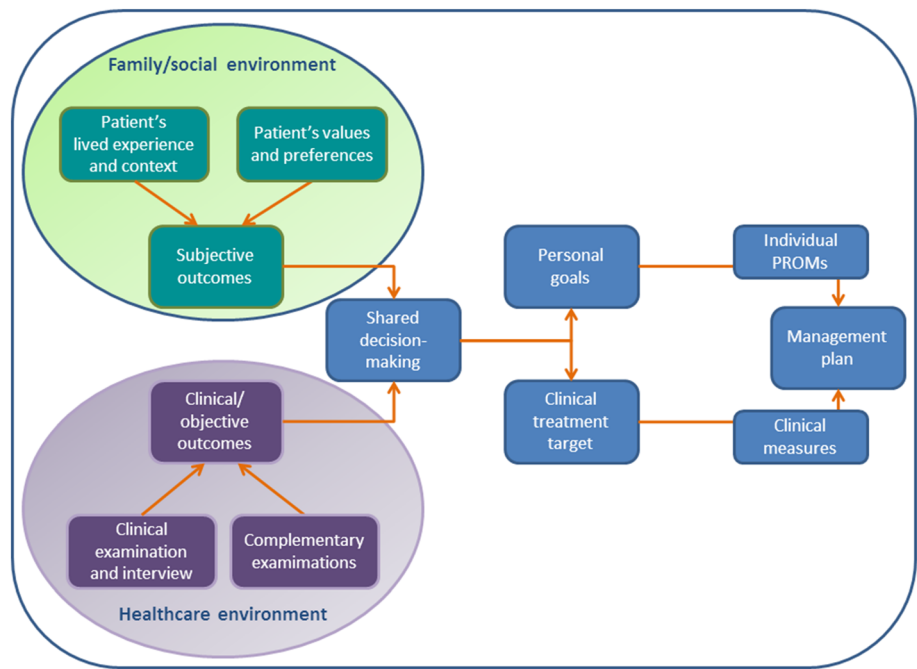 Family/social environment
Patient's
lived experience
and context
Patient's values
and preferences
Subjective
outcomes
Shared
decision-
making
Personal
goals
Individual
PROMs
Management
plan
Clinical
treatment
target
Clinical
measures
Clinical/
objective
outcomes
Clinical
examination
and interview
Complementary
examimations
Healthcare environment